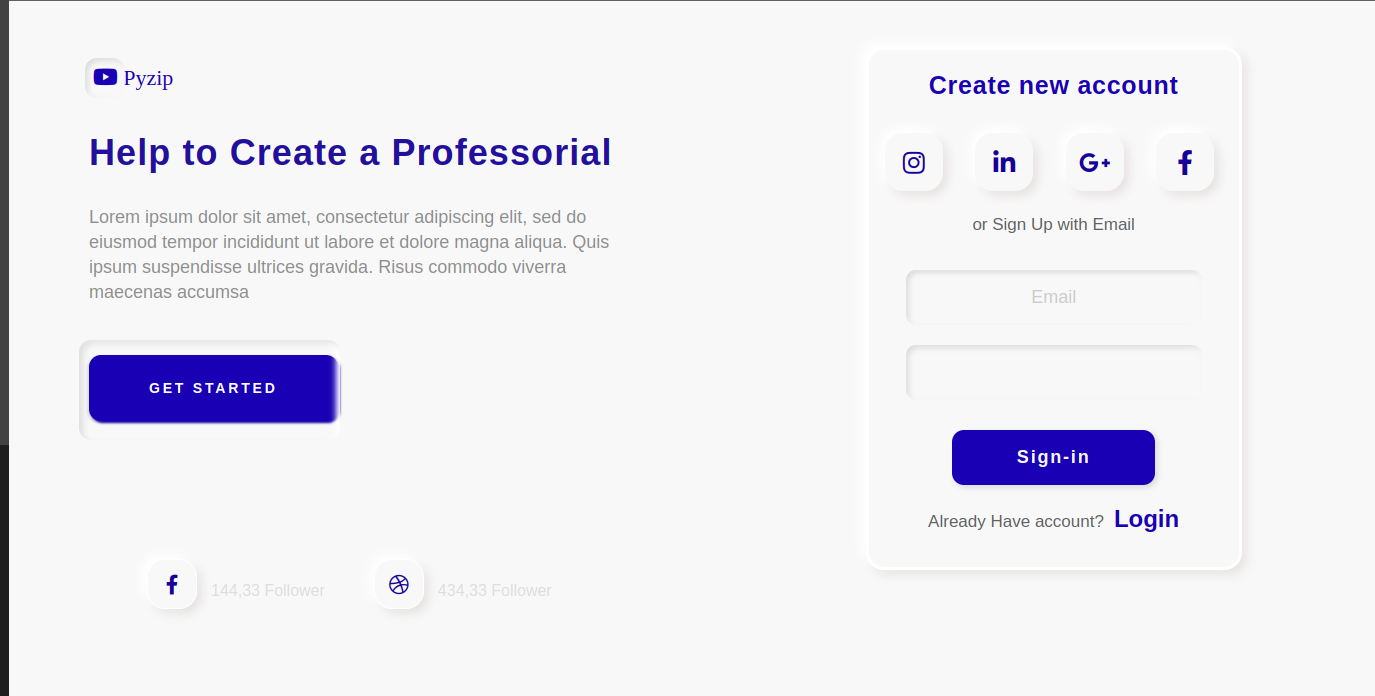 Pyzip
Help to Create a Professorial
Lorem ipsum dolor sit amet, consectetur adipiscing elit, sed do
eiusmod tempor incididunt ut labore et dolore magna aliqua. Quis
ipsum suspendisse ultrices gravida. Risus commodo viverra
maecenas accumsa
GET STARTED
144,33 Follower
434,33 Follower
Create new account
or Sign Up with Email
Email
Sign-in
Already Have account? Login